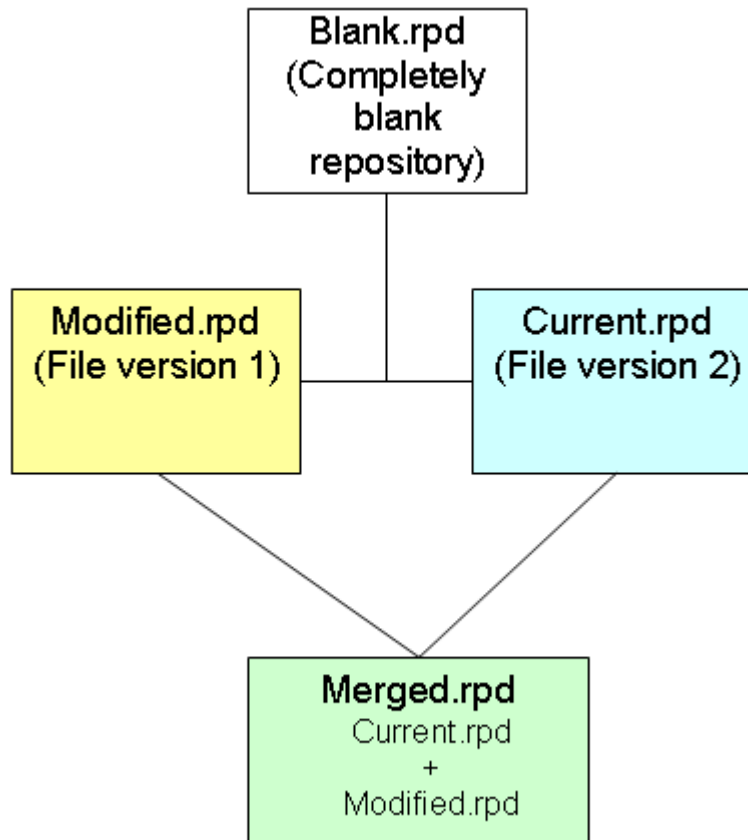 Blank.rpd
(Completely
blank
repository)
Modified.rpd
(File version 1)
Current.rpd
(File version 2)
Merged.rpd
Current.rpd
+
Modified.rpd